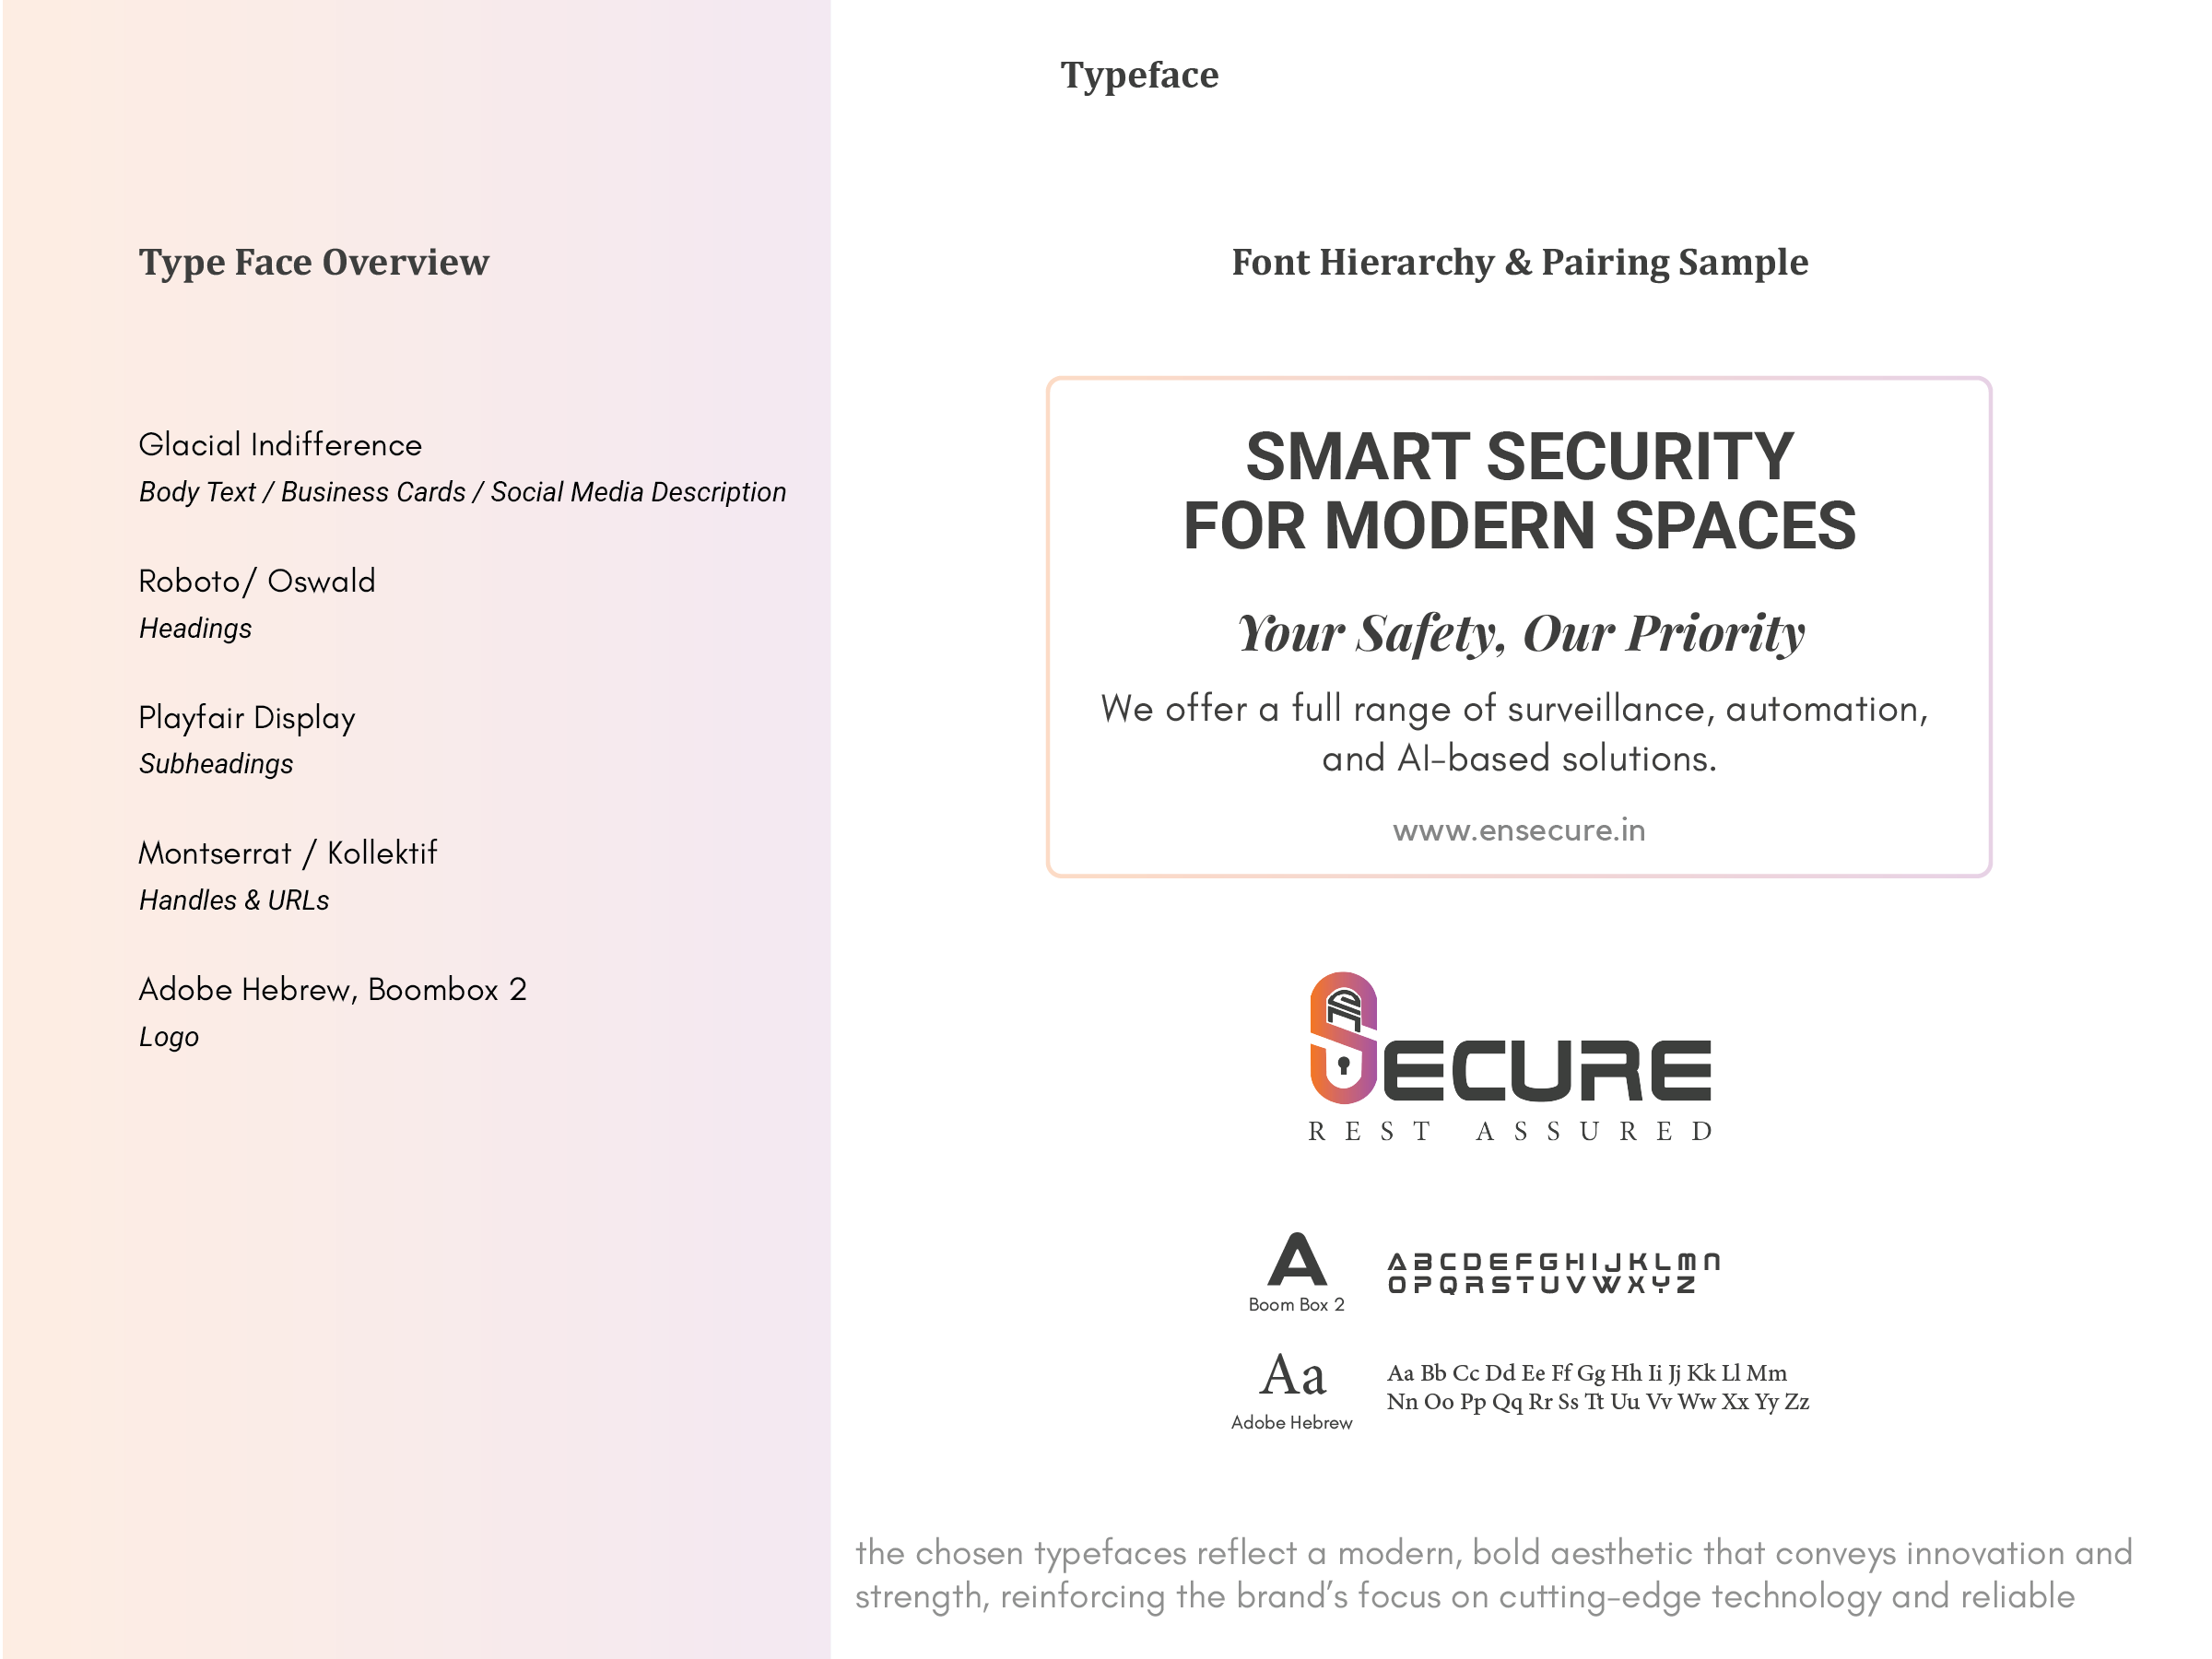 Typeface
Type Face Overview
Glacial Indifference
Body Text / Business Cards / Social Media Description
Roboto/ Oswald
Headings
Playfair Display
Subheadings
Montserrat / Kollektif
Handles & URLs
Adobe Hebrew, Boombox 2
Logo
Font Hierarchy & Pairing Sample
SMART SECURITY
FOR MODERN SPACES
Your Safety, Our Priority
We offer a full range of surveillance, automation,
and AI-based solutions.
www.ensecure.in
EN
SECURE
REST ASSURED
A
Boom Box 2
ABCDEFGHIJKLMN
OPQRSTUVWXYZ
Aa
Adobe Hebrew
Aa Bb Cc Dd Ee Ff Gg Hh Ii Jj Kk Ll Mm
Nn Oo Pp Qq Rr Ss Tt Uu Vv Ww Xx Yy Zz
the chosen typefaces reflect a modern, bold aesthetic that conveys innovation and
strength, reinforcing the brand's focus on cutting-edge technology and reliable